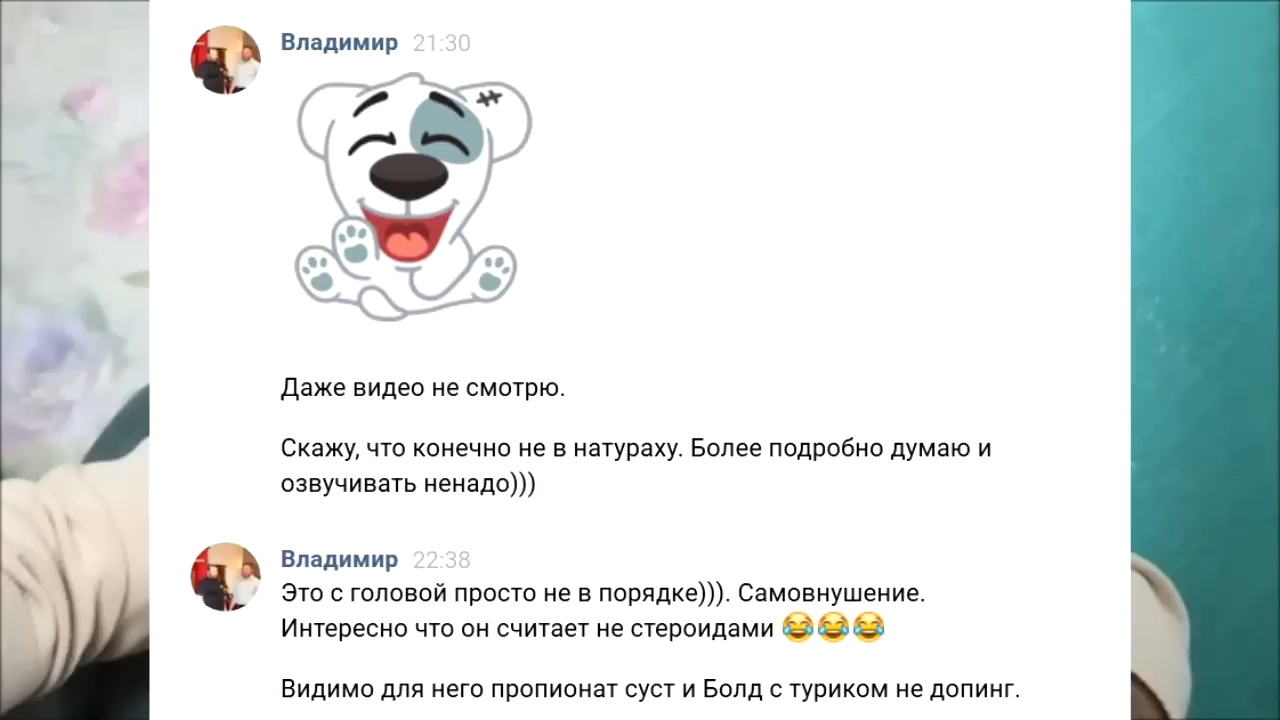 Владимир 21:30
Даже видео не смотрю.
Скажу, что конечно не в натураху. Более подробно думаю и
озвучивать ненадо)))
Владимир 22:38
Это с головой просто не в порядке))). Самовнушение.
Интересно что он считает не стероидами 😂😂😂
Видимо для него пропионат суст и Болд с туриком не допинг.